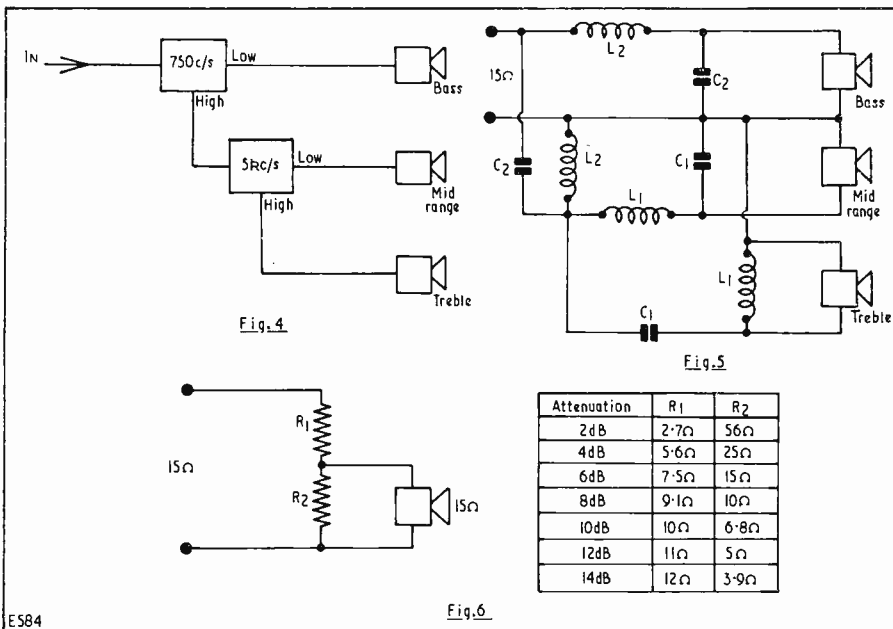 IN
750c/s
Low
High
Bass
5Kc/s
Low
High
Mid
range
Treble
Fig.4
15Ω
L2
C2
Bass
C2
L2
C1
L1
Mid
range
L1
C1
Treble
Fig.5
15Ω
R1
R2
15Ω
Attenuation R1 R2
2dB 2·7Ω 56Ω
4dB 5·6Ω 25Ω
6dB 7·5Ω 15Ω
8dB 9·1Ω 10Ω
10dB 10Ω 6·8Ω
12dB 11Ω 5Ω
14dB 12Ω 3·9Ω
Fig.6
E584